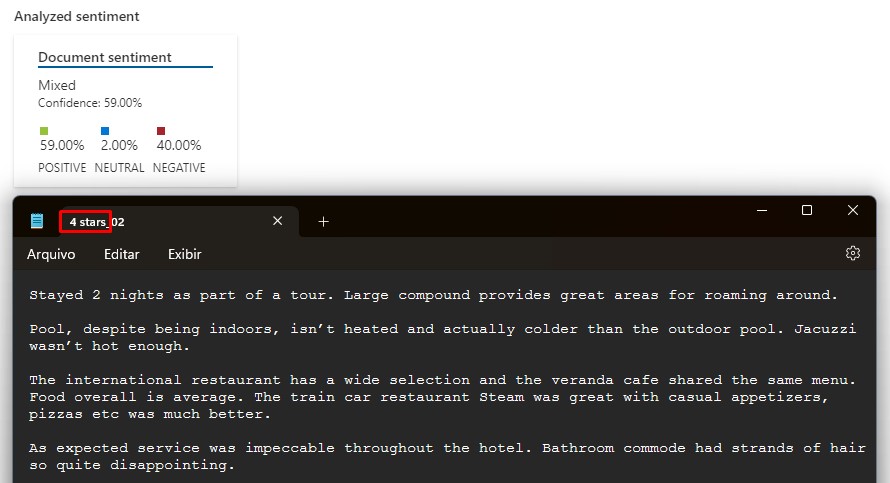 Analyzed sentiment
Document sentiment
Mixed
Confidence: 59.00%
59.00% 2.00% 40.00%
POSITIVE NEUTRAL NEGATIVE
4 stars_02
Arquivo Editar Exibir
Stayed 2 nights as part of a tour. Large compound provides great areas for roaming around.
Pool, despite being indoors, isn’t heated and actually colder than the outdoor pool. Jacuzzi
wasn’t hot enough.
The international restaurant has a wide selection and the veranda cafe shared the same menu.
Food overall is average. The train car restaurant Steam was great with casual appetizers,
pizzas etc was much better.
As expected service was impeccable throughout the hotel. Bathroom commode had strands of hair
so quite disappointing.